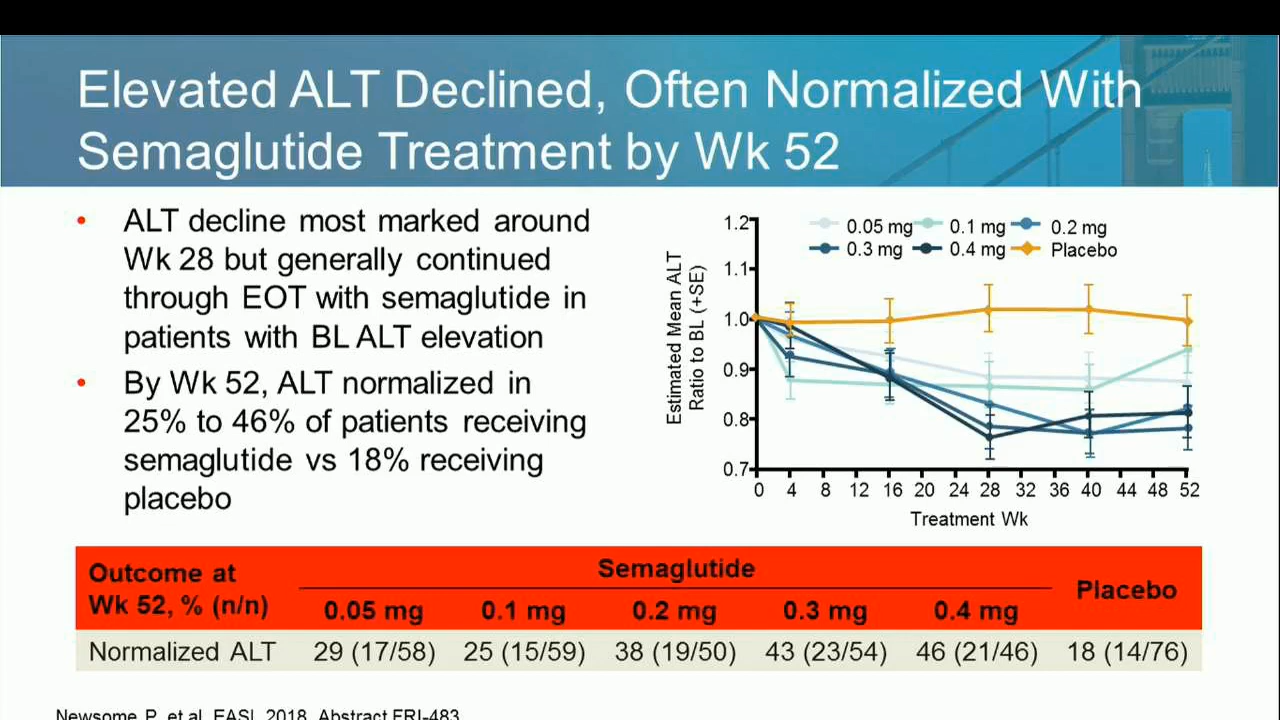 Elevated ALT Declined, Often Normalized With
Semaglutide Treatment by Wk 52
• ALT decline most marked around
Wk 28 but generally continued
through EOT with semaglutide in
patients with BL ALT elevation
• By Wk 52, ALT normalized in
25% to 46% of patients receiving
semaglutide vs 18% receiving
placebo
Estimated Mean ALT
Ratio to BL (+SE)
1.2
1.1
1.0
0.9
0.8
0.7
0.05 mg 0.1 mg 0.2 mg
0.3 mg 0.4 mg Placebo
0 4 8 12 16 20 24 28 32 36 40 44 48 52
Treatment Wk
Outcome at
Wk 52, % (n/n)
Semaglutide
0.05 mg 0.1 mg 0.2 mg 0.3 mg 0.4 mg
Placebo
Normalized ALT 29 (17/58) 25 (15/59) 38 (19/50) 43 (23/54) 46 (21/46) 18 (14/76)
Newsome P, et al. EASL 2018. Abstract FRI-483.